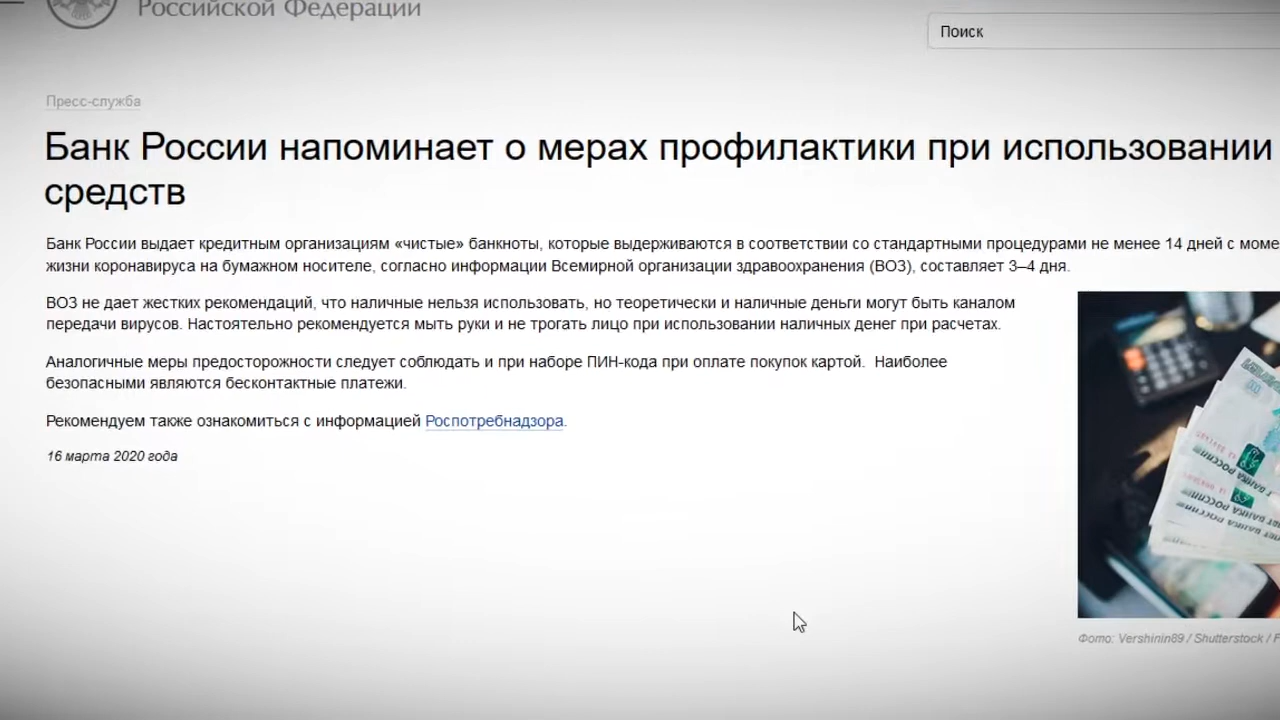 Российской Федерации
Поиск
Пресс-служба
Банк России напоминает о мерах профилактики при использовании
средств
Банк России выдает кредитным организациям «чистые» банкноты, которые выдерживаются в соответствии со стандартными процедурами не менее 14 дней с
жизни коронавируса на бумажном носителе, согласно информации Всемирной организации здравоохранения (ВОЗ), составляет 3–4 дня.
ВОЗ не дает жестких рекомендаций, что наличные нельзя использовать, но теоретически и наличные деньги могут быть каналом
передачи вирусов. Настоятельно рекомендуется мыть руки и не трогать лицо при использовании наличных денег при расчетах.
Аналогичные меры предосторожности следует соблюдать и при наборе ПИН-кода при оплате покупок картой. Наиболее
безопасными являются бесконтактные платежи.
Рекомендуем также ознакомиться с информацией Роспотребнадзора.
16 марта 2020 года
Фото: Vershinin89 / Shutterstock /